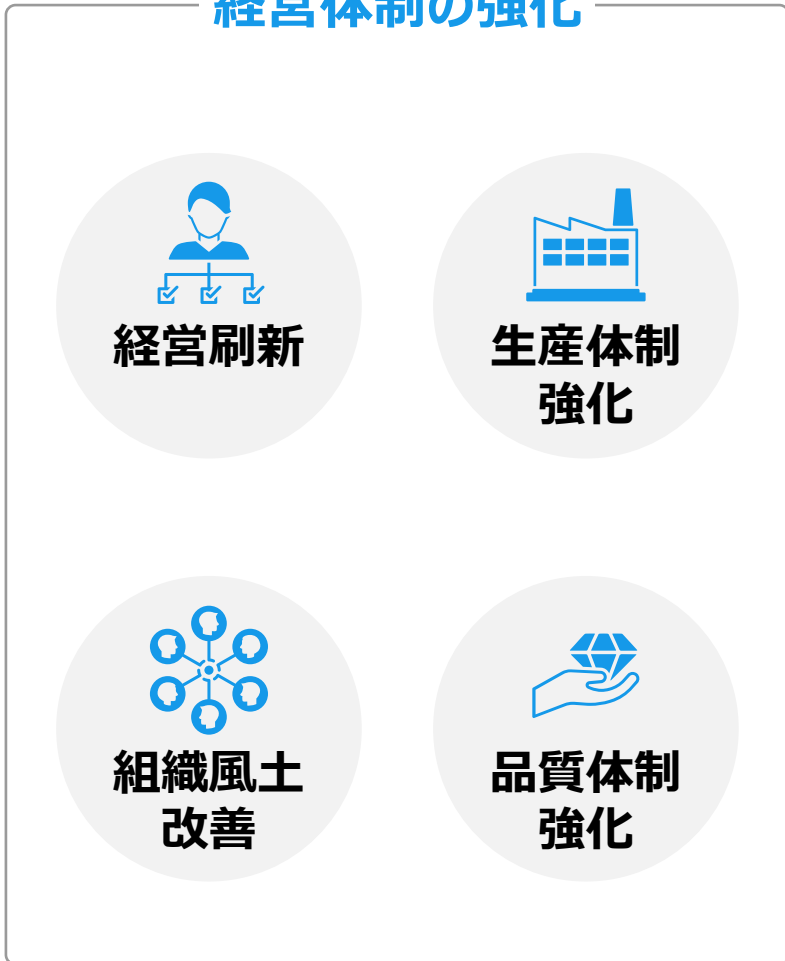 経営体制の強化
経営刷新
生産体制
強化
組織風土
改善
品質体制
強化